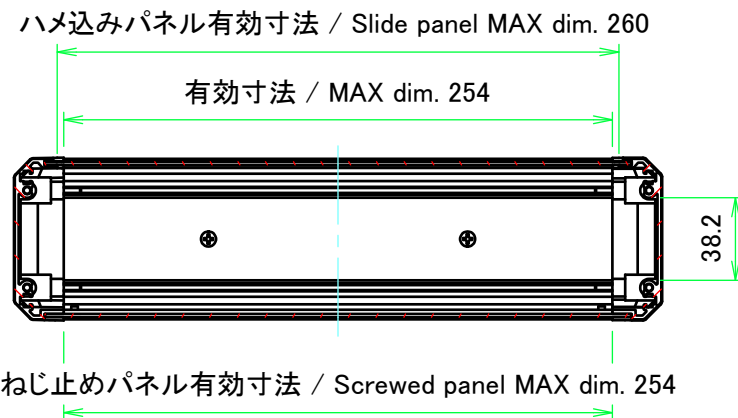 ハメ込みパネル有効寸法 / Slide panel MAX dim. 260
有効寸法 / MAX dim. 254
38.2
ねじ止めパネル有効寸法 / Screwed panel MAX dim. 254